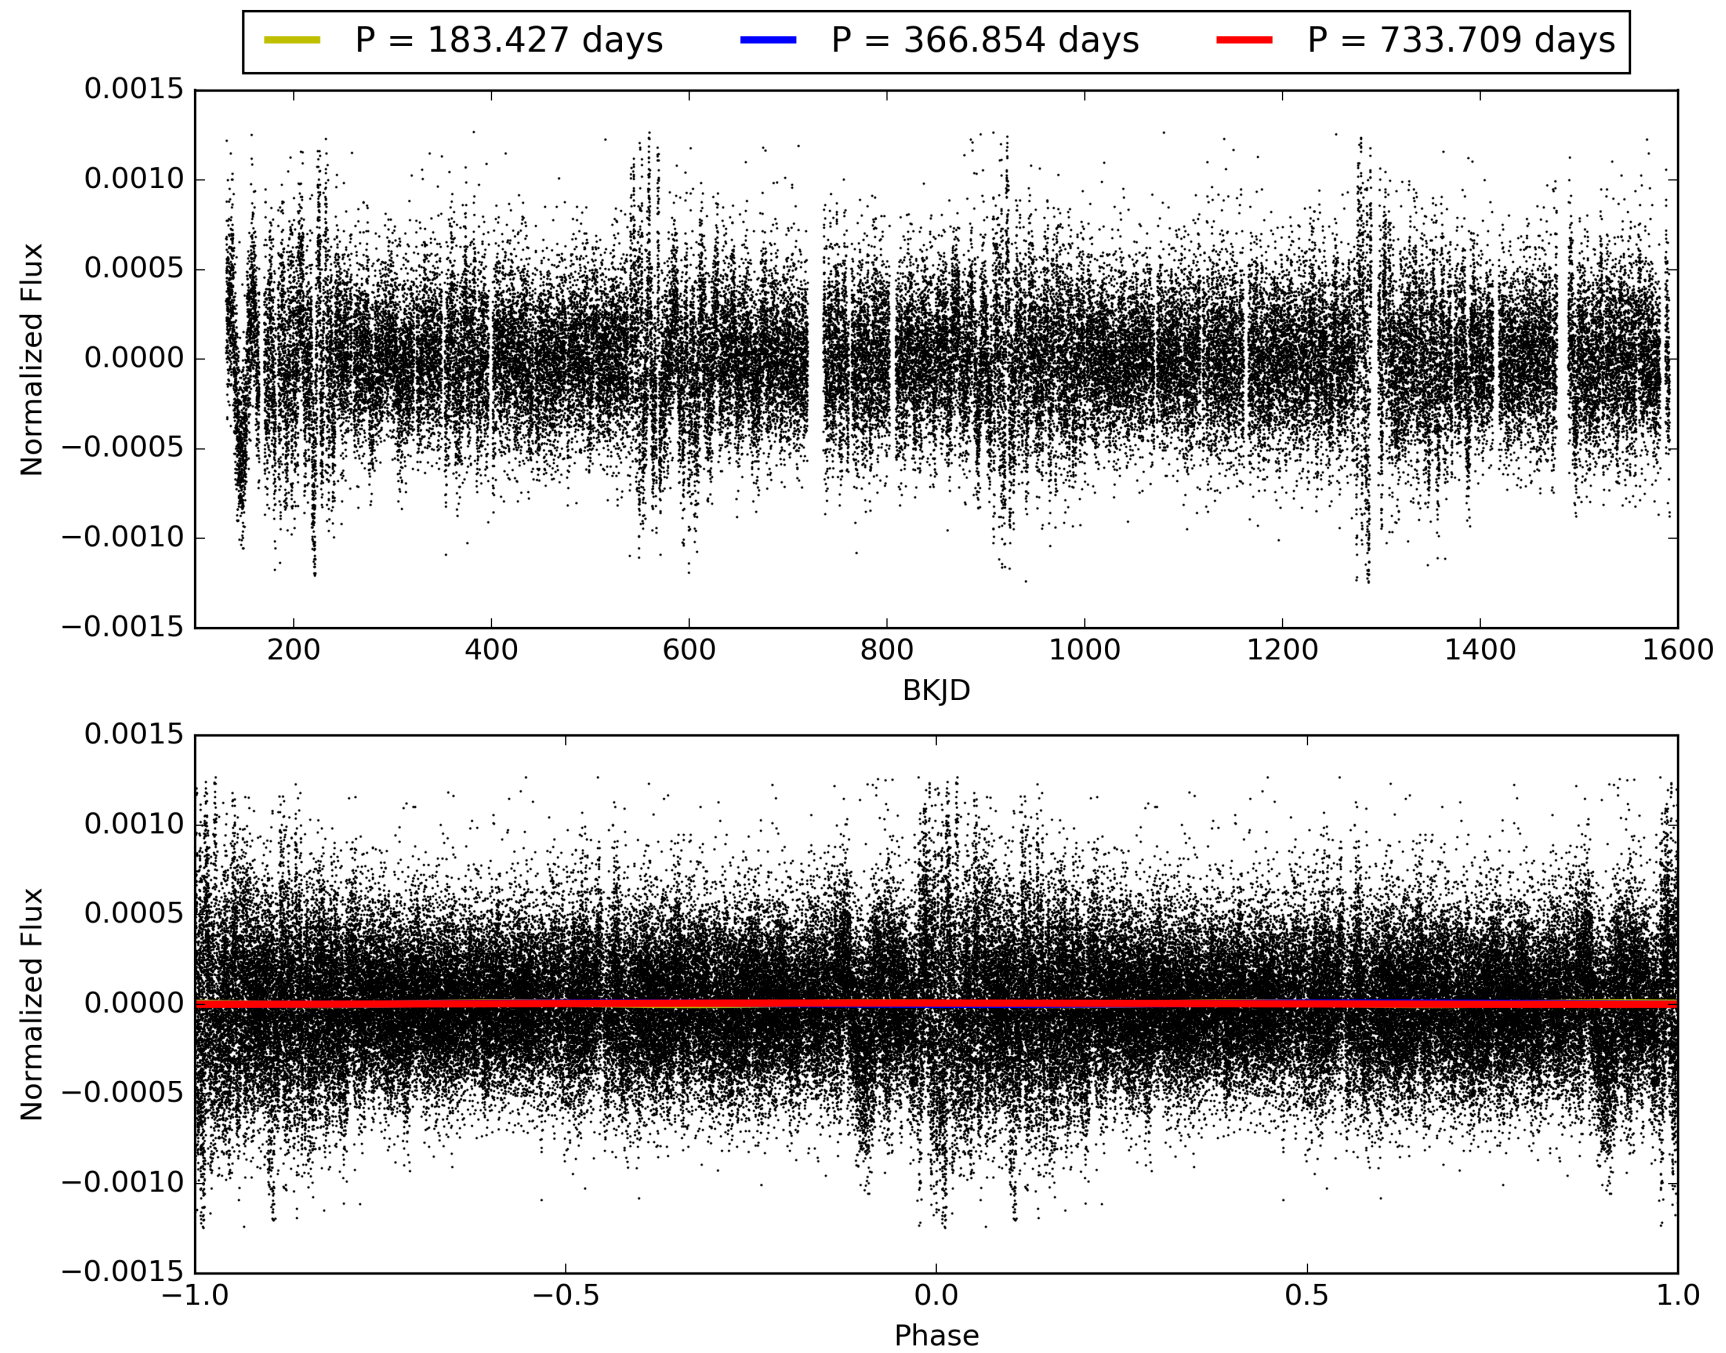 P = 183.427 days P = 366.854 days P = 733.709 days
0.0015
0.0010
0.0005
0.0000
−0.0005
−0.0010
−0.0015
Normalized Flux
200 400 600 800 1000 1200 1400 1600
BKJD
0.0015
0.0010
0.0005
0.0000
−0.0005
−0.0010
−0.0015
Normalized Flux
−1.0 −0.5 0.0 0.5 1.0
Phase